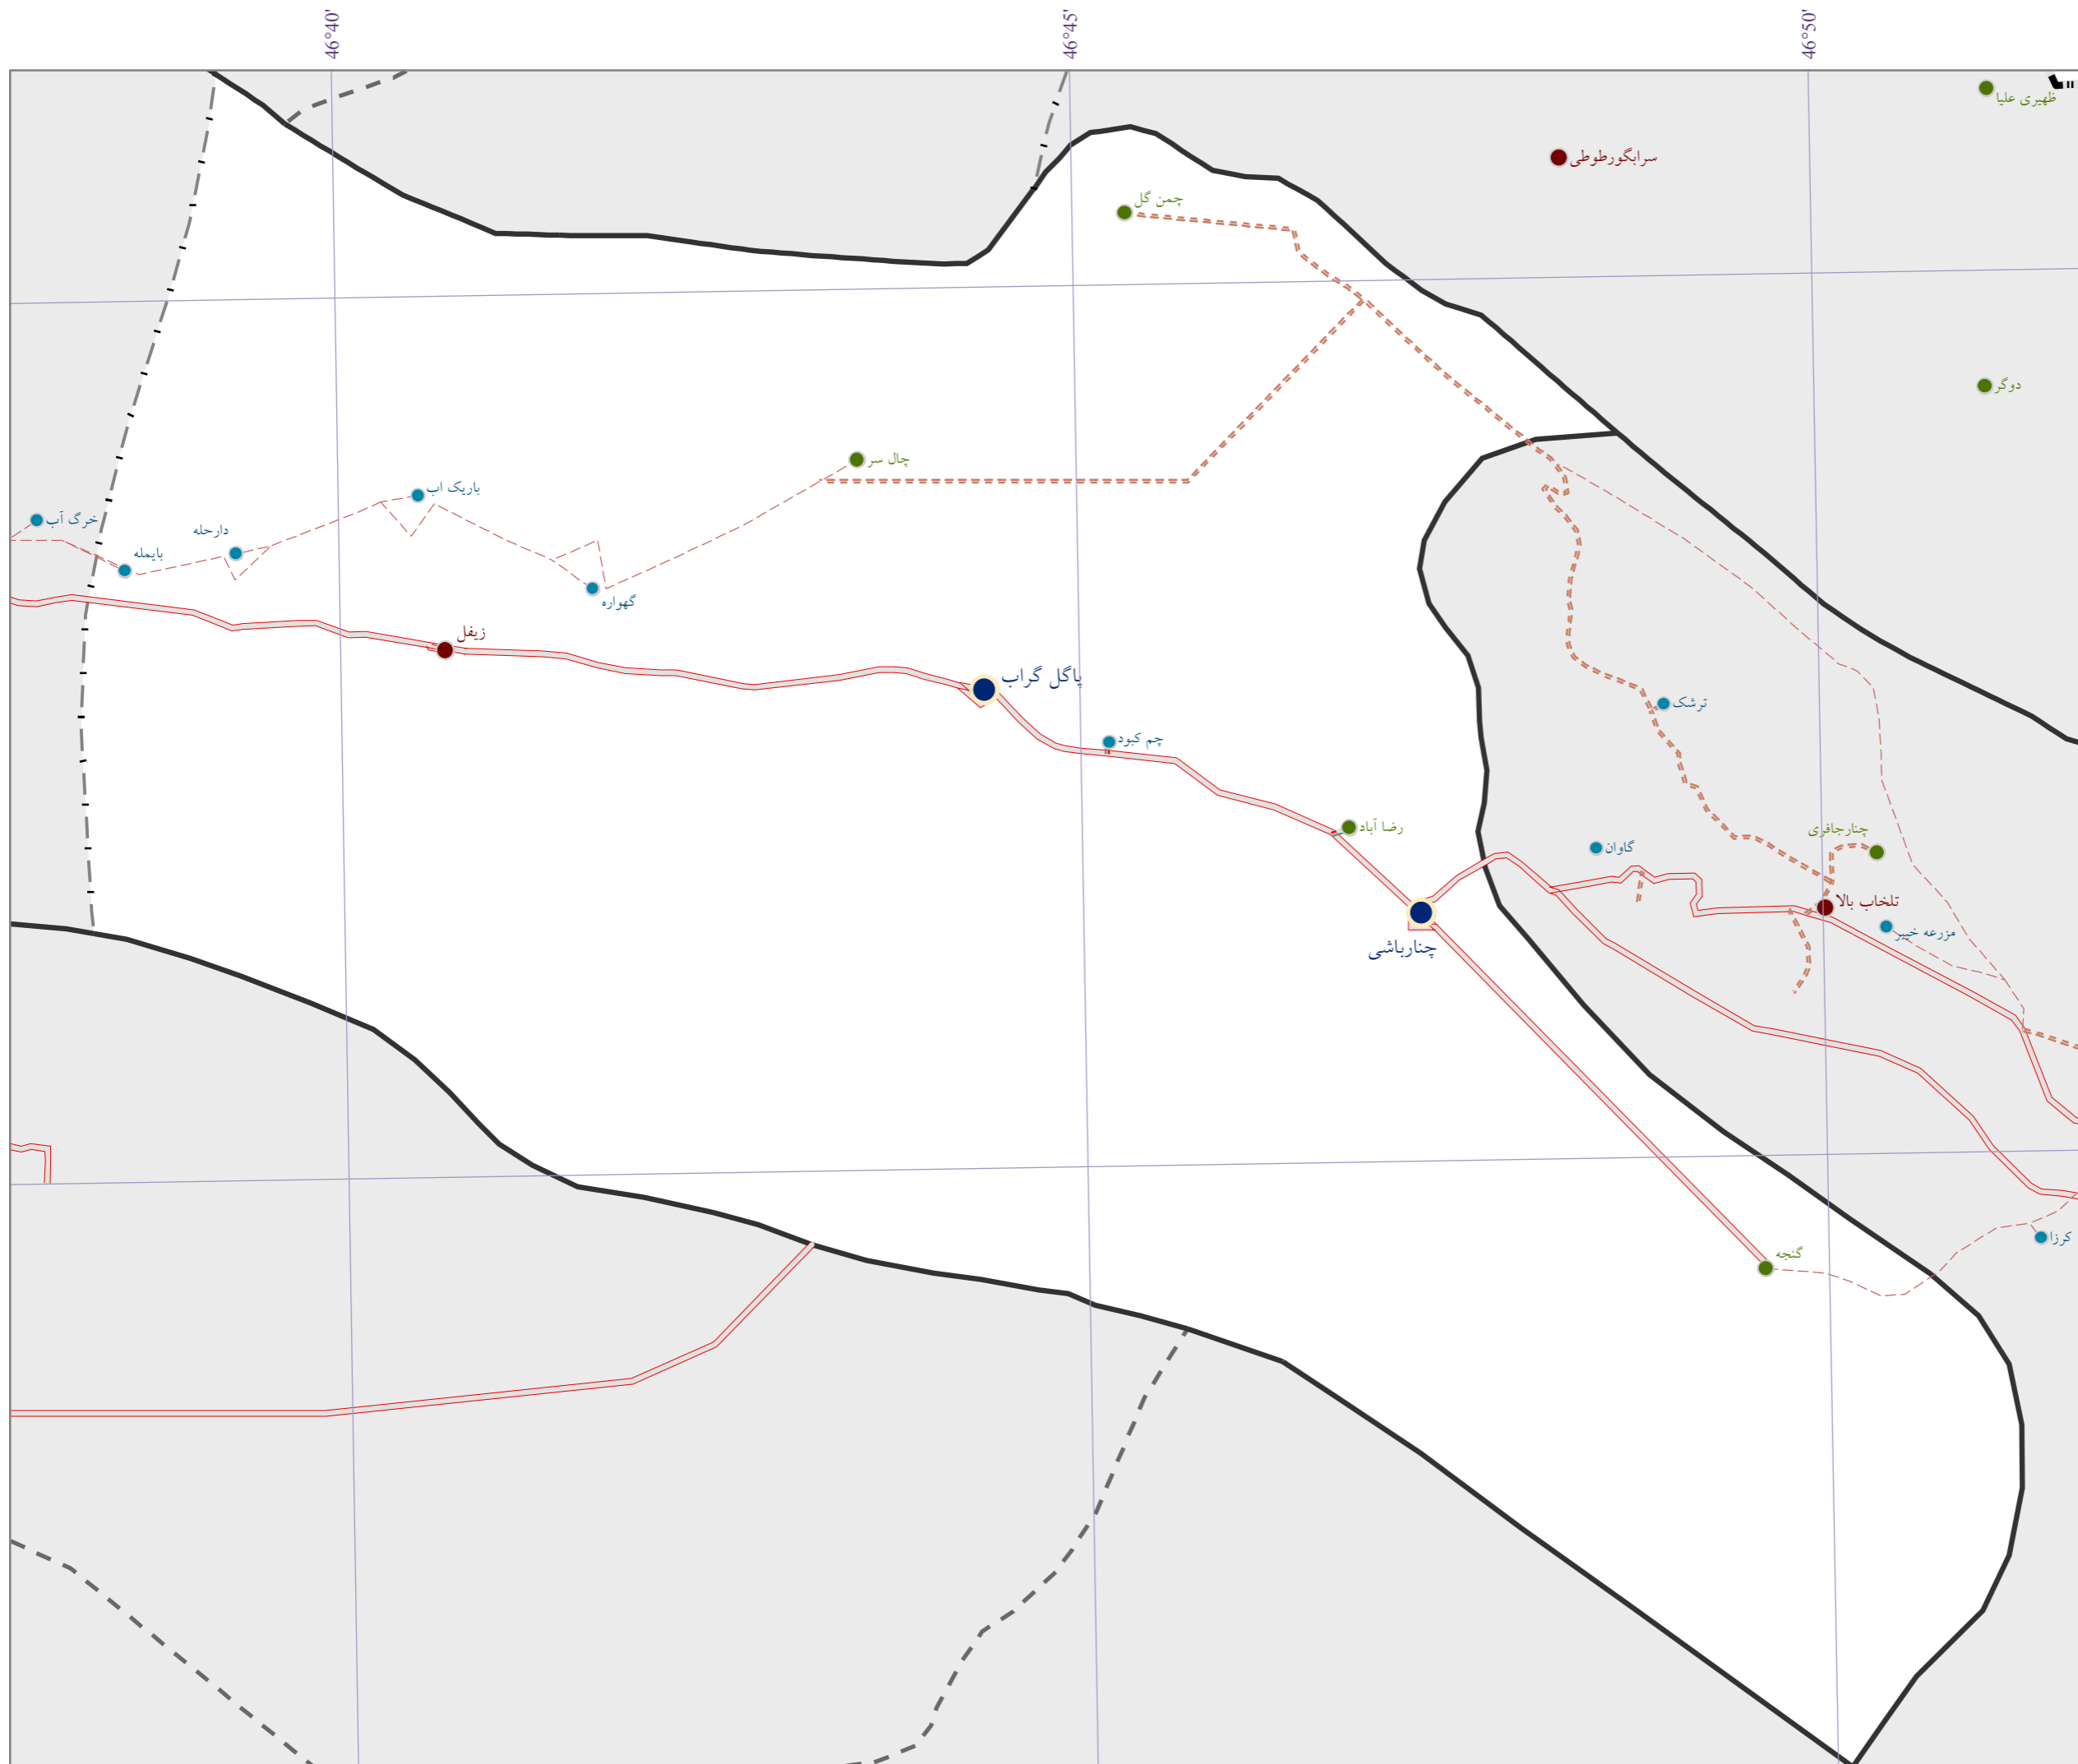 46°40'
46°45'
46°50'
ظهیری علیا
سرابگورطوطی
چمن گل
دوگر
چال سر
باریک اب
خرگ آب
دارحله
بایمله
گهواره
زیفل
پاگل گراب
ترشک
چم کبود
رضا آباد
چنارجافری
گاوان
تلخاب بالا
مزرعه خیبر
چنارباشی
کرزا
گنجه